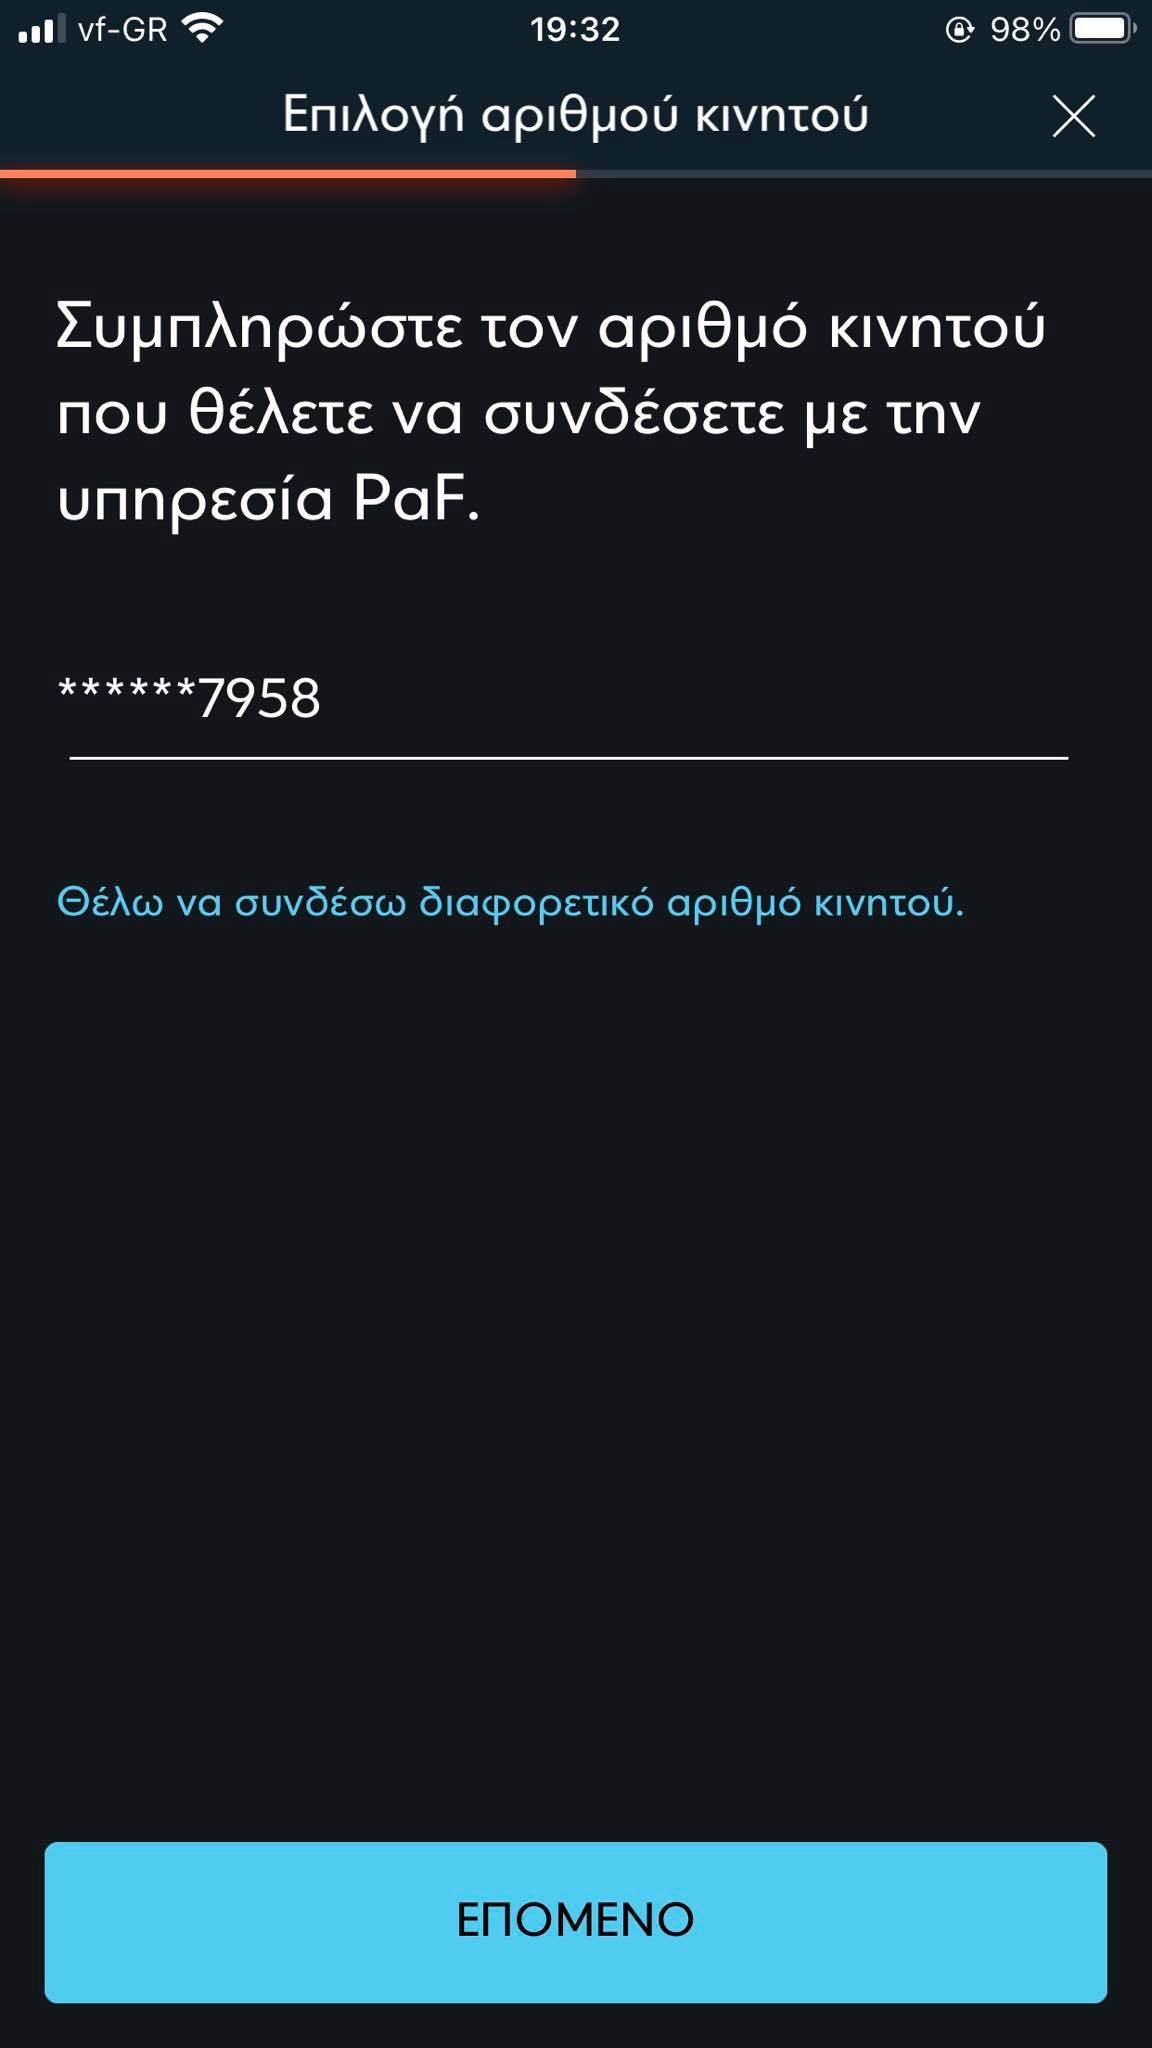 vf-GR 19:32 98%
Επιλογή αριθμού κινητού
Συμπληρώστε τον αριθμό κινητού
που θέλετε να συνδέσετε με την
υπηρεσία PaF.
******7958
Θέλω να συνδέσω διαφορετικό αριθμό κινητού.
ΕΠΟΜΕΝΟ